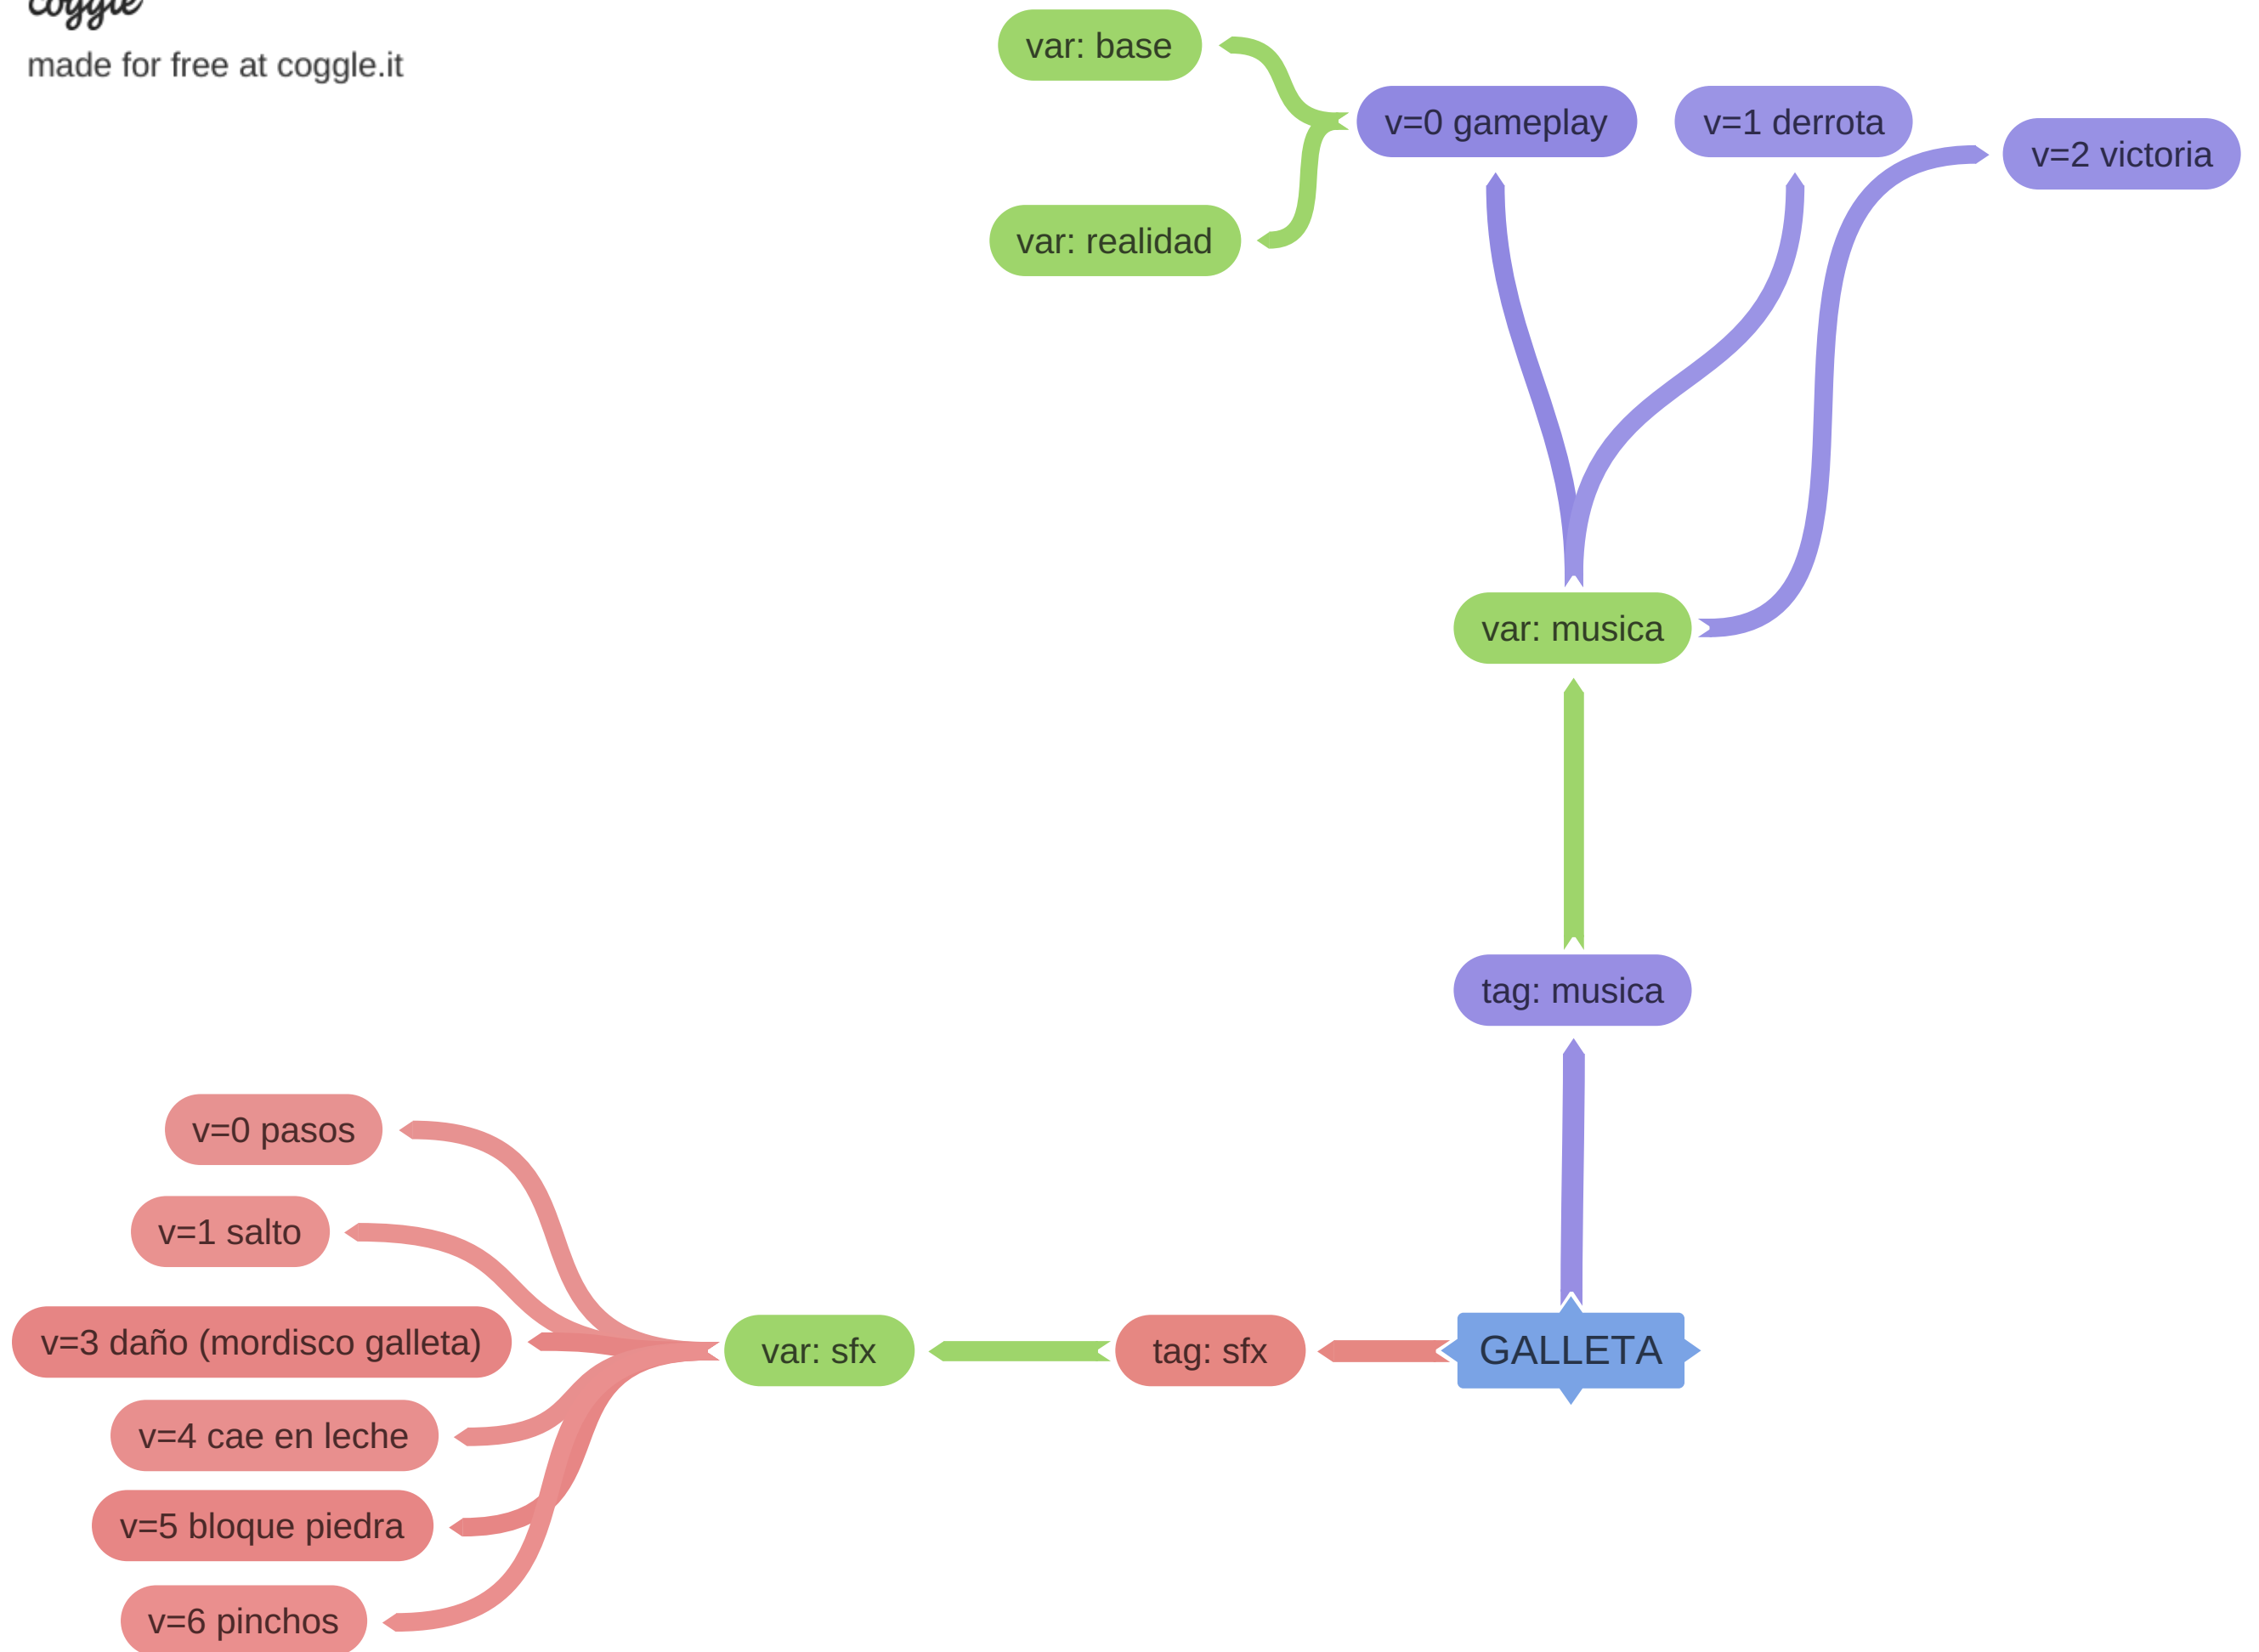 coggle
made for free at coggle.it
var: base
v=0 gameplay
v=1 derrota
v=2 victoria
var: realidad
var: musica
tag: musica
v=0 pasos
v=1 salto
v=3 daño (mordisco galleta)
var: sfx
tag: sfx
GALLETA
v=4 cae en leche
v=5 bloque piedra
v=6 pinchos